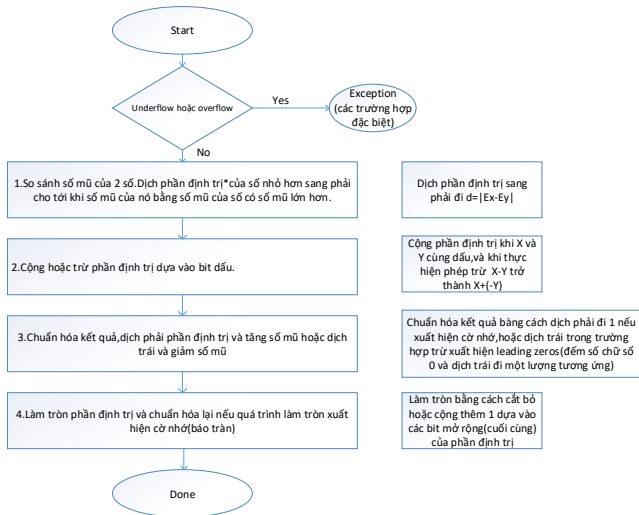 Start
Underflow hoặc overflow
Yes
Exception
(các trường hợp
đặc biệt)
No
1.So sánh số mũ của 2 số.Dịch phần định trị*của số nhỏ hơn sang phải
cho tới khi số mũ của nó bằng số mũ của số có số mũ lớn hơn.
Dịch phần định trị sang
phải đi d=|Ex-Ey|
2.Cộng hoặc trừ phần định trị dựa vào bit dấu.
Cộng phần định trị khi X và
Y cùng dấu,và khi thực
hiện phép trừ X-Y trở
thành X+(-Y)
3.Chuẩn hóa kết quả,dịch phải phần định trị và tăng số mũ hoặc dịch
trái và giảm số mũ
Chuẩn hóa kết quả bàng cách dịch phải đi 1 nếu
xuất hiện cờ nhớ,hoặc dịch trái trong trường
hợp trừ xuất hiện leading zeros(đếm số chữ số
0 và dịch trái đi một lượng tương ứng)
4.Làm tròn phần định trị và chuẩn hóa lại nếu quá trình làm tròn xuất
hiện cờ nhớ(báo tràn)
Làm tròn bằng cách cắt bỏ
hoặc cộng thêm 1 dựa vào
các bit mở rộng(cuối cùng)
của phần định trị
Done